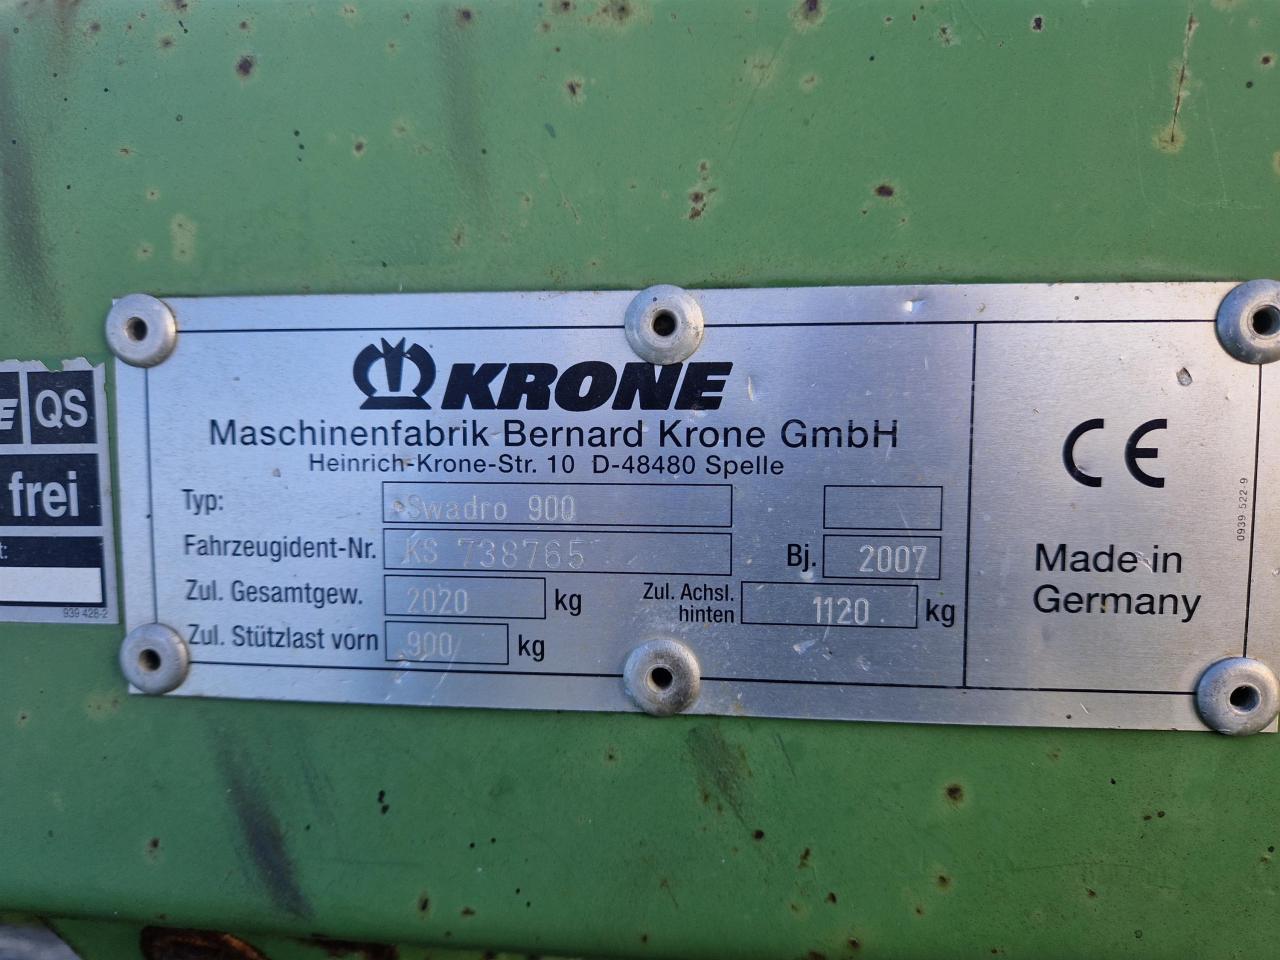 E QS
frei
t:
939 428-2
KRONE
Maschinenfabrik Bernard Krone GmbH
Heinrich-Krone-Str. 10 D-48480 Spelle
Typ: Swadro 900
Fahrzeugident-Nr. KS 738765 Bj. 2007
Zul. Gesamtgew. 2020 kg Zul. Achsl. hinten 1120 kg
Zul. Stützlast vorn 900 kg
CE
Made in
Germany
0939 522-9